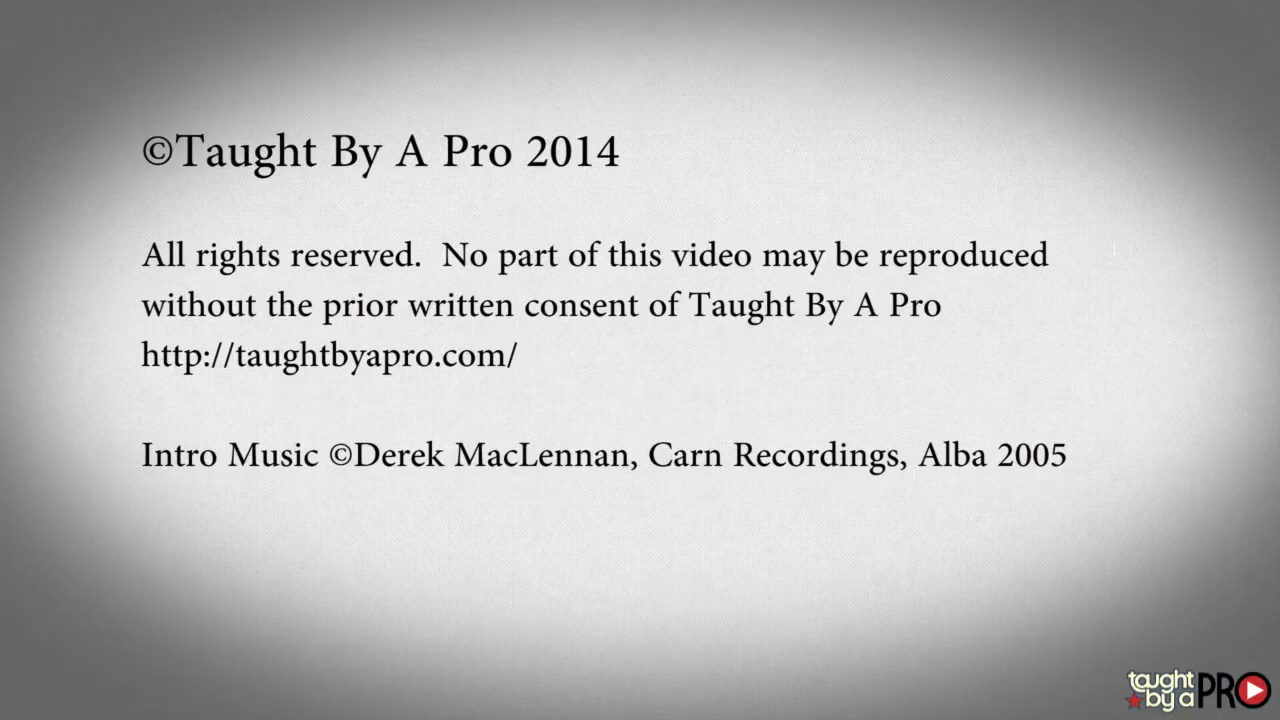 ©Taught By A Pro 2014
All rights reserved.  No part of this video may be reproduced
without the prior written consent of Taught By A Pro
http://taughtbyapro.com/
Intro Music ©Derek MacLennan, Carn Recordings, Alba 2005
taught
by a PRO